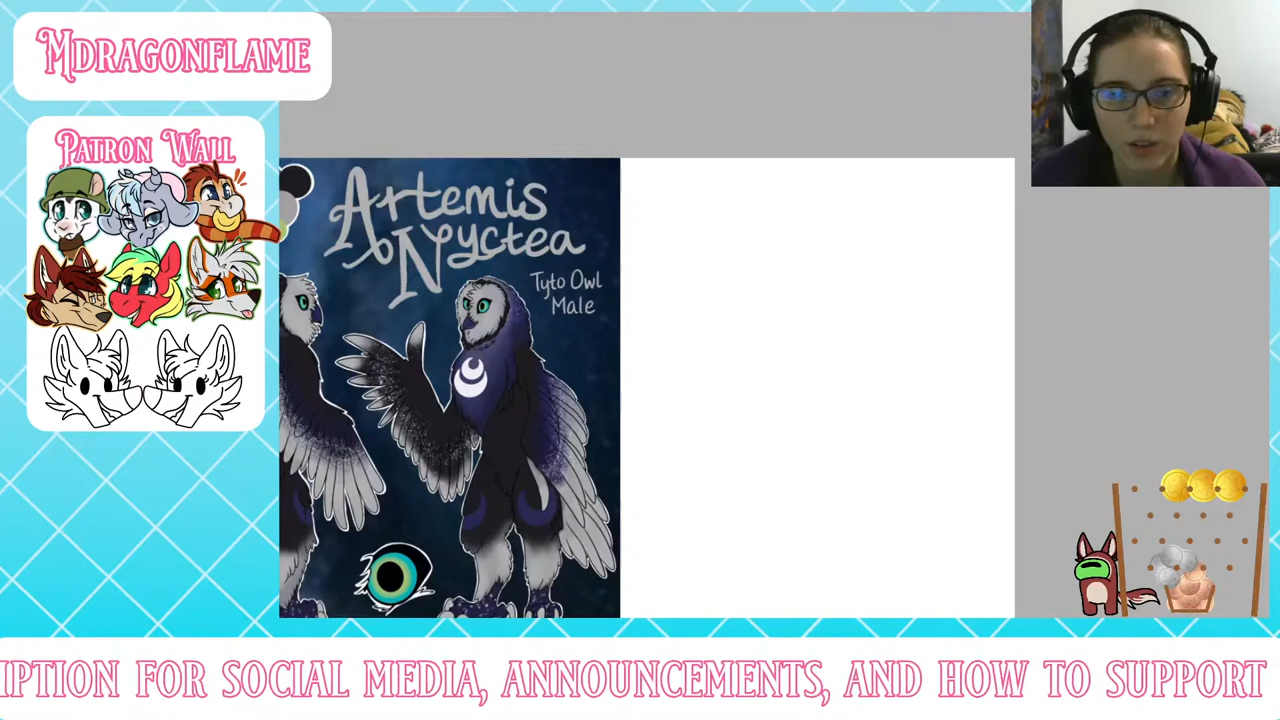 MDRAGONFLAME
PATRON WALL
Artemis
Nyctea
Tyto Owl
Male
IPTION FOR SOCIAL MEDIA, ANNOUNCEMENTS, AND HOW TO SUPPORT